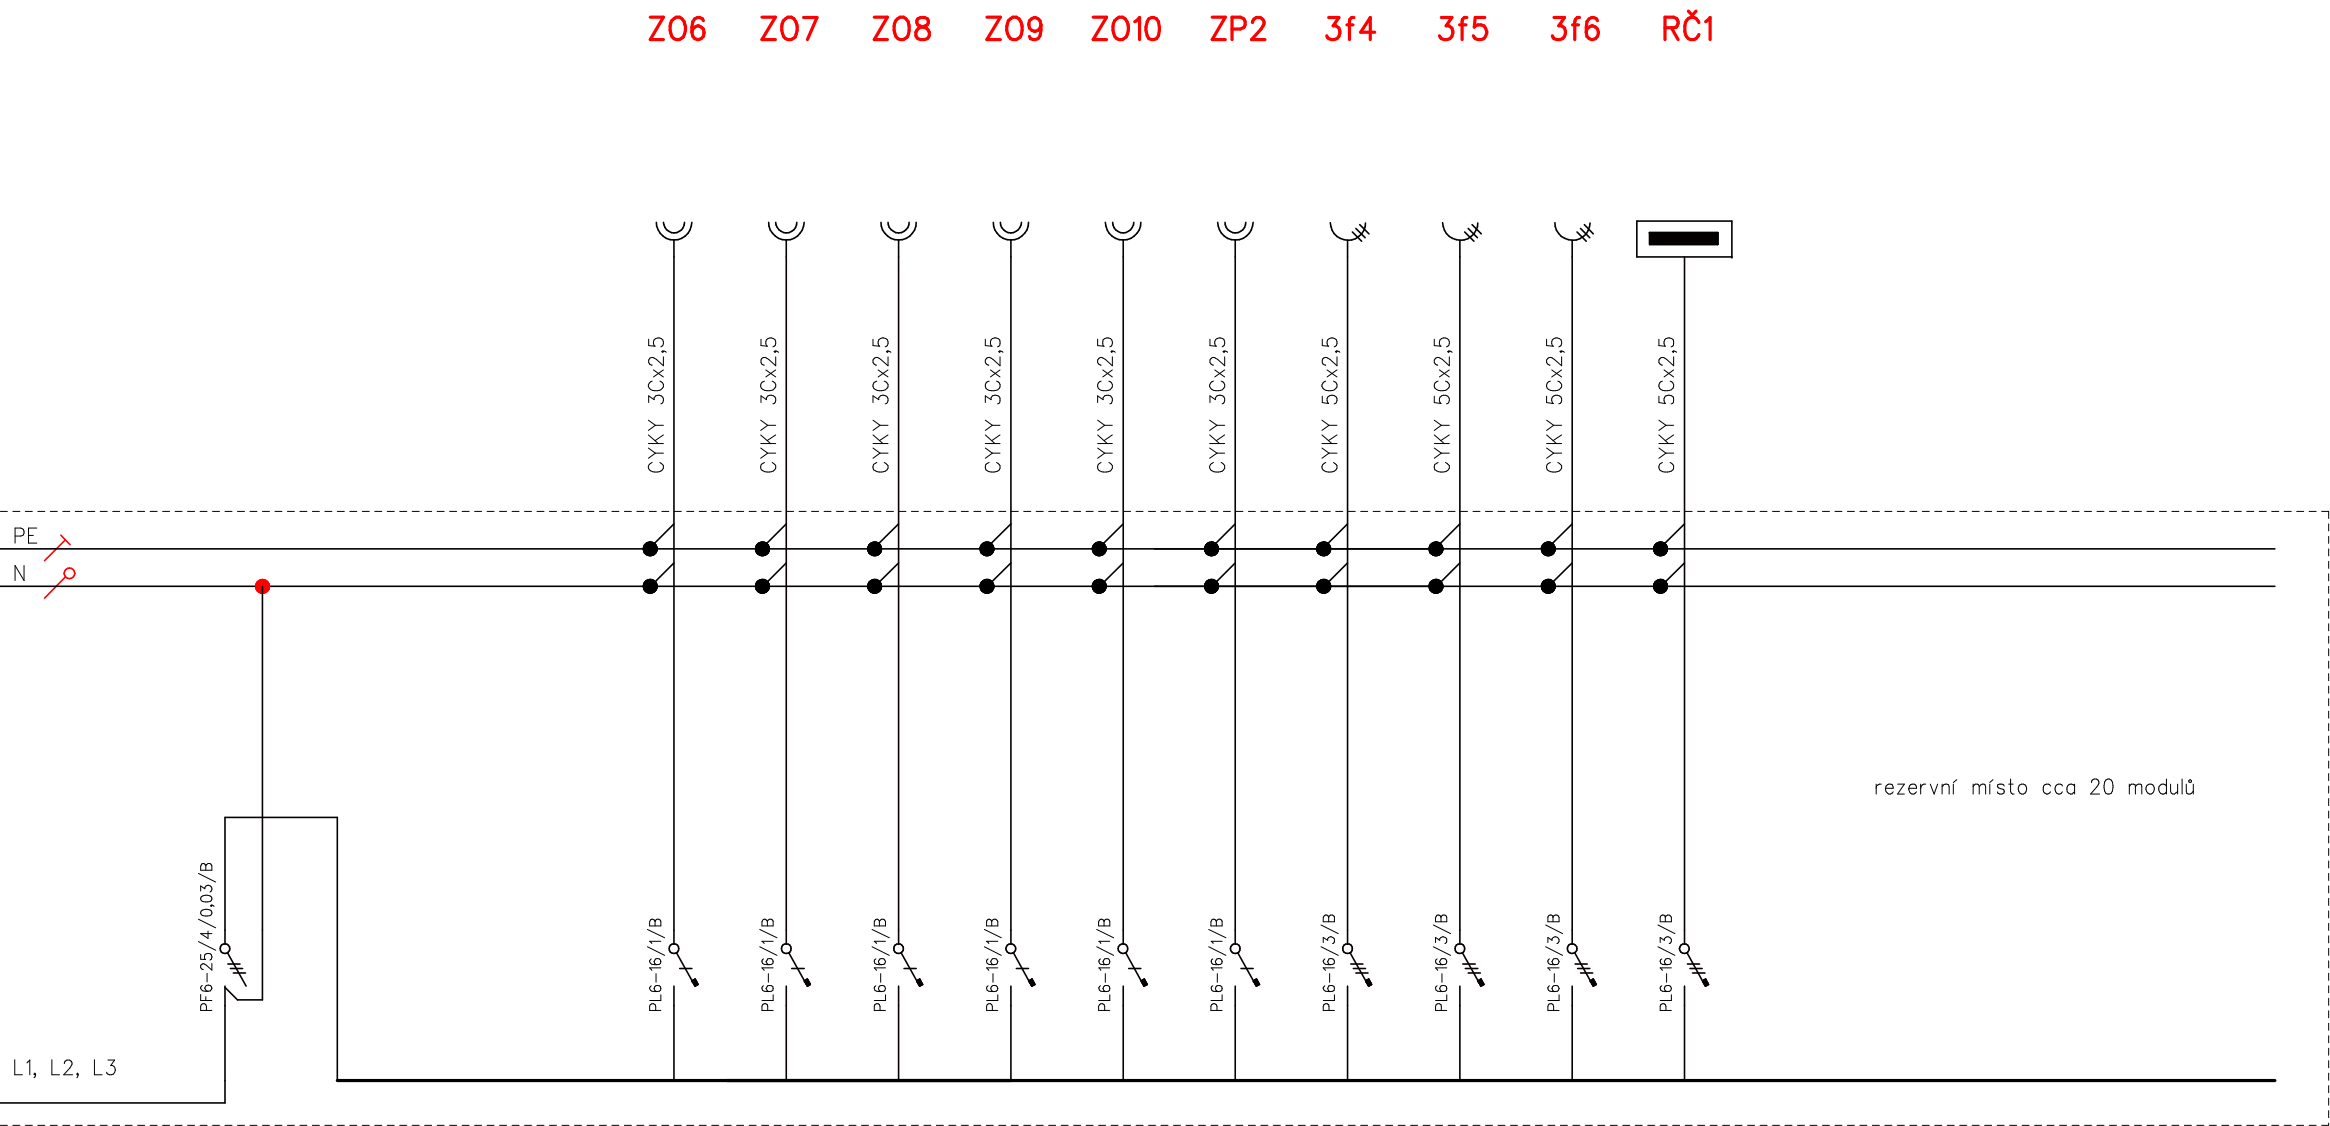 ZO6 ZO7 ZO8 ZO9 ZO10 ZP2 3f4 3f5 3f6 RČ1
CYKY 3Cx2,5
CYKY 3Cx2,5
CYKY 3Cx2,5
CYKY 3Cx2,5
CYKY 3Cx2,5
CYKY 3Cx2,5
CYKY 5Cx2,5
CYKY 5Cx2,5
CYKY 5Cx2,5
CYKY 5Cx2,5
PE
N
rezervní místo cca 20 modulů
PF6-25/4/0,03/B
PL6-16/1/B
PL6-16/1/B
PL6-16/1/B
PL6-16/1/B
PL6-16/1/B
PL6-16/1/B
PL6-16/3/B
PL6-16/3/B
PL6-16/3/B
PL6-16/3/B
L1, L2, L3